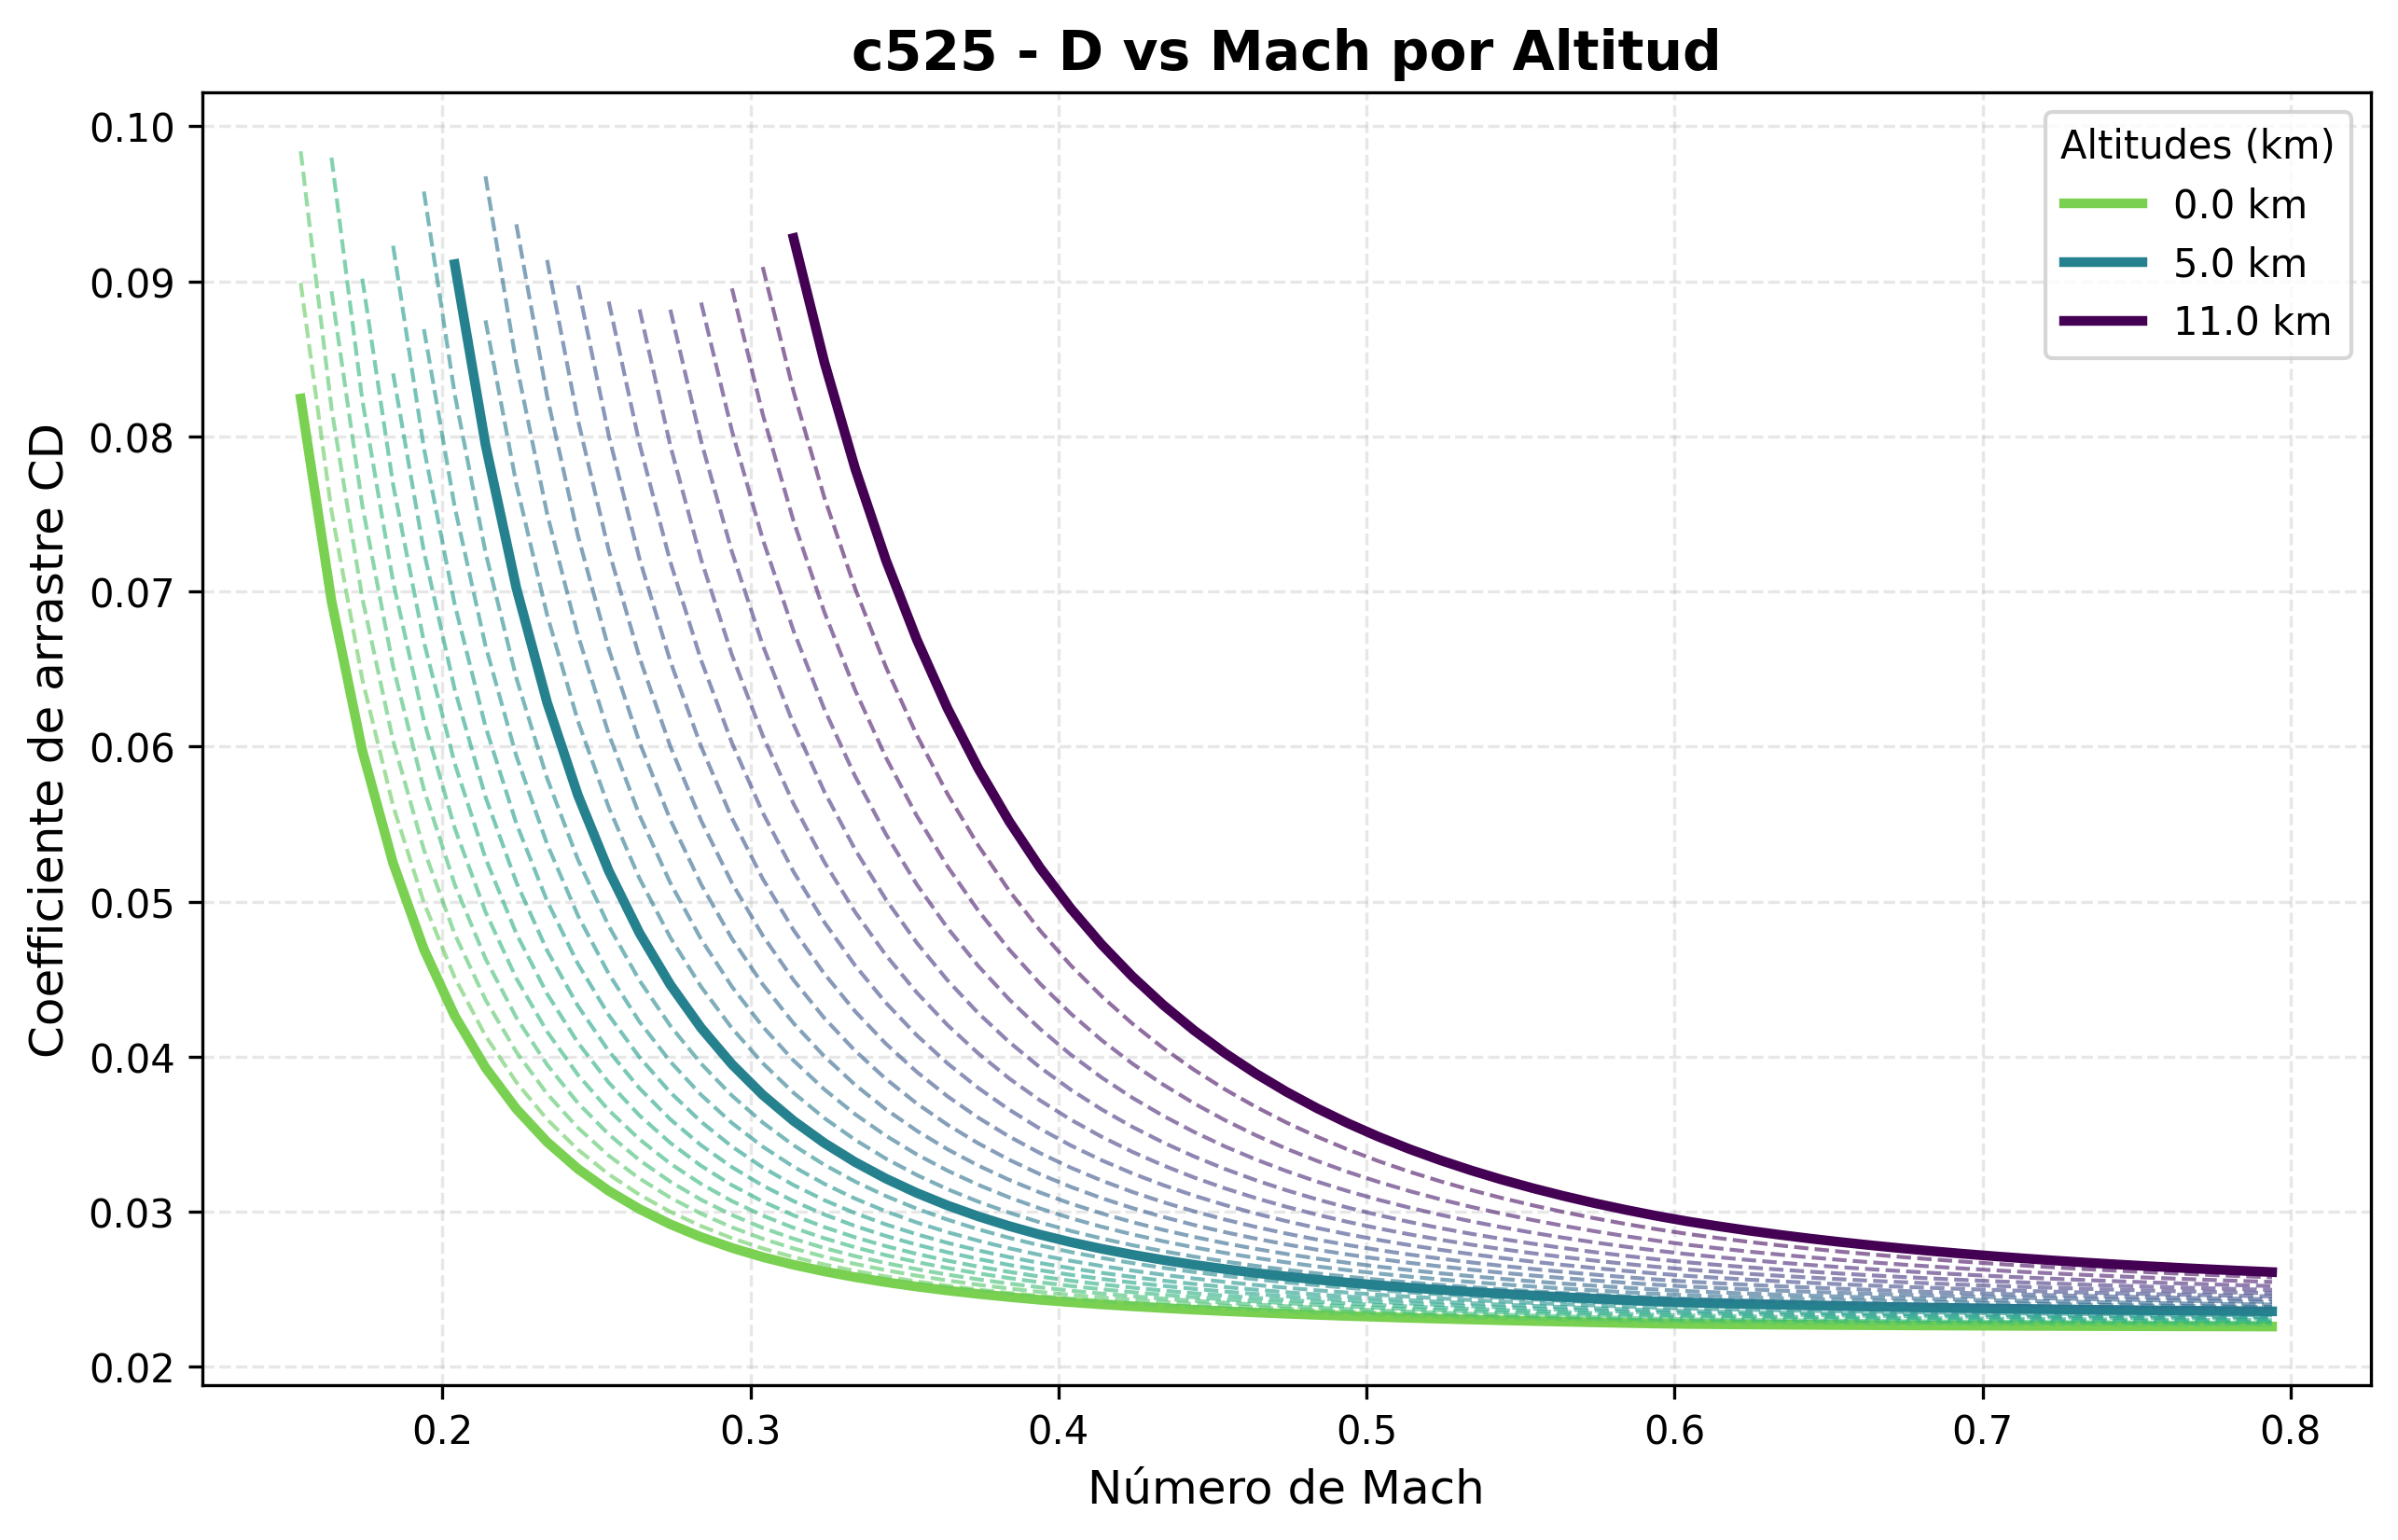 c525 - D vs Mach por Altitud
Coefficiente de arrastre CD
0.10
0.09
0.08
0.07
0.06
0.05
0.04
0.03
0.02
Altitudes (km)
0.0 km
5.0 km
11.0 km
0.2 0.3 0.4 0.5 0.6 0.7 0.8
Número de Mach